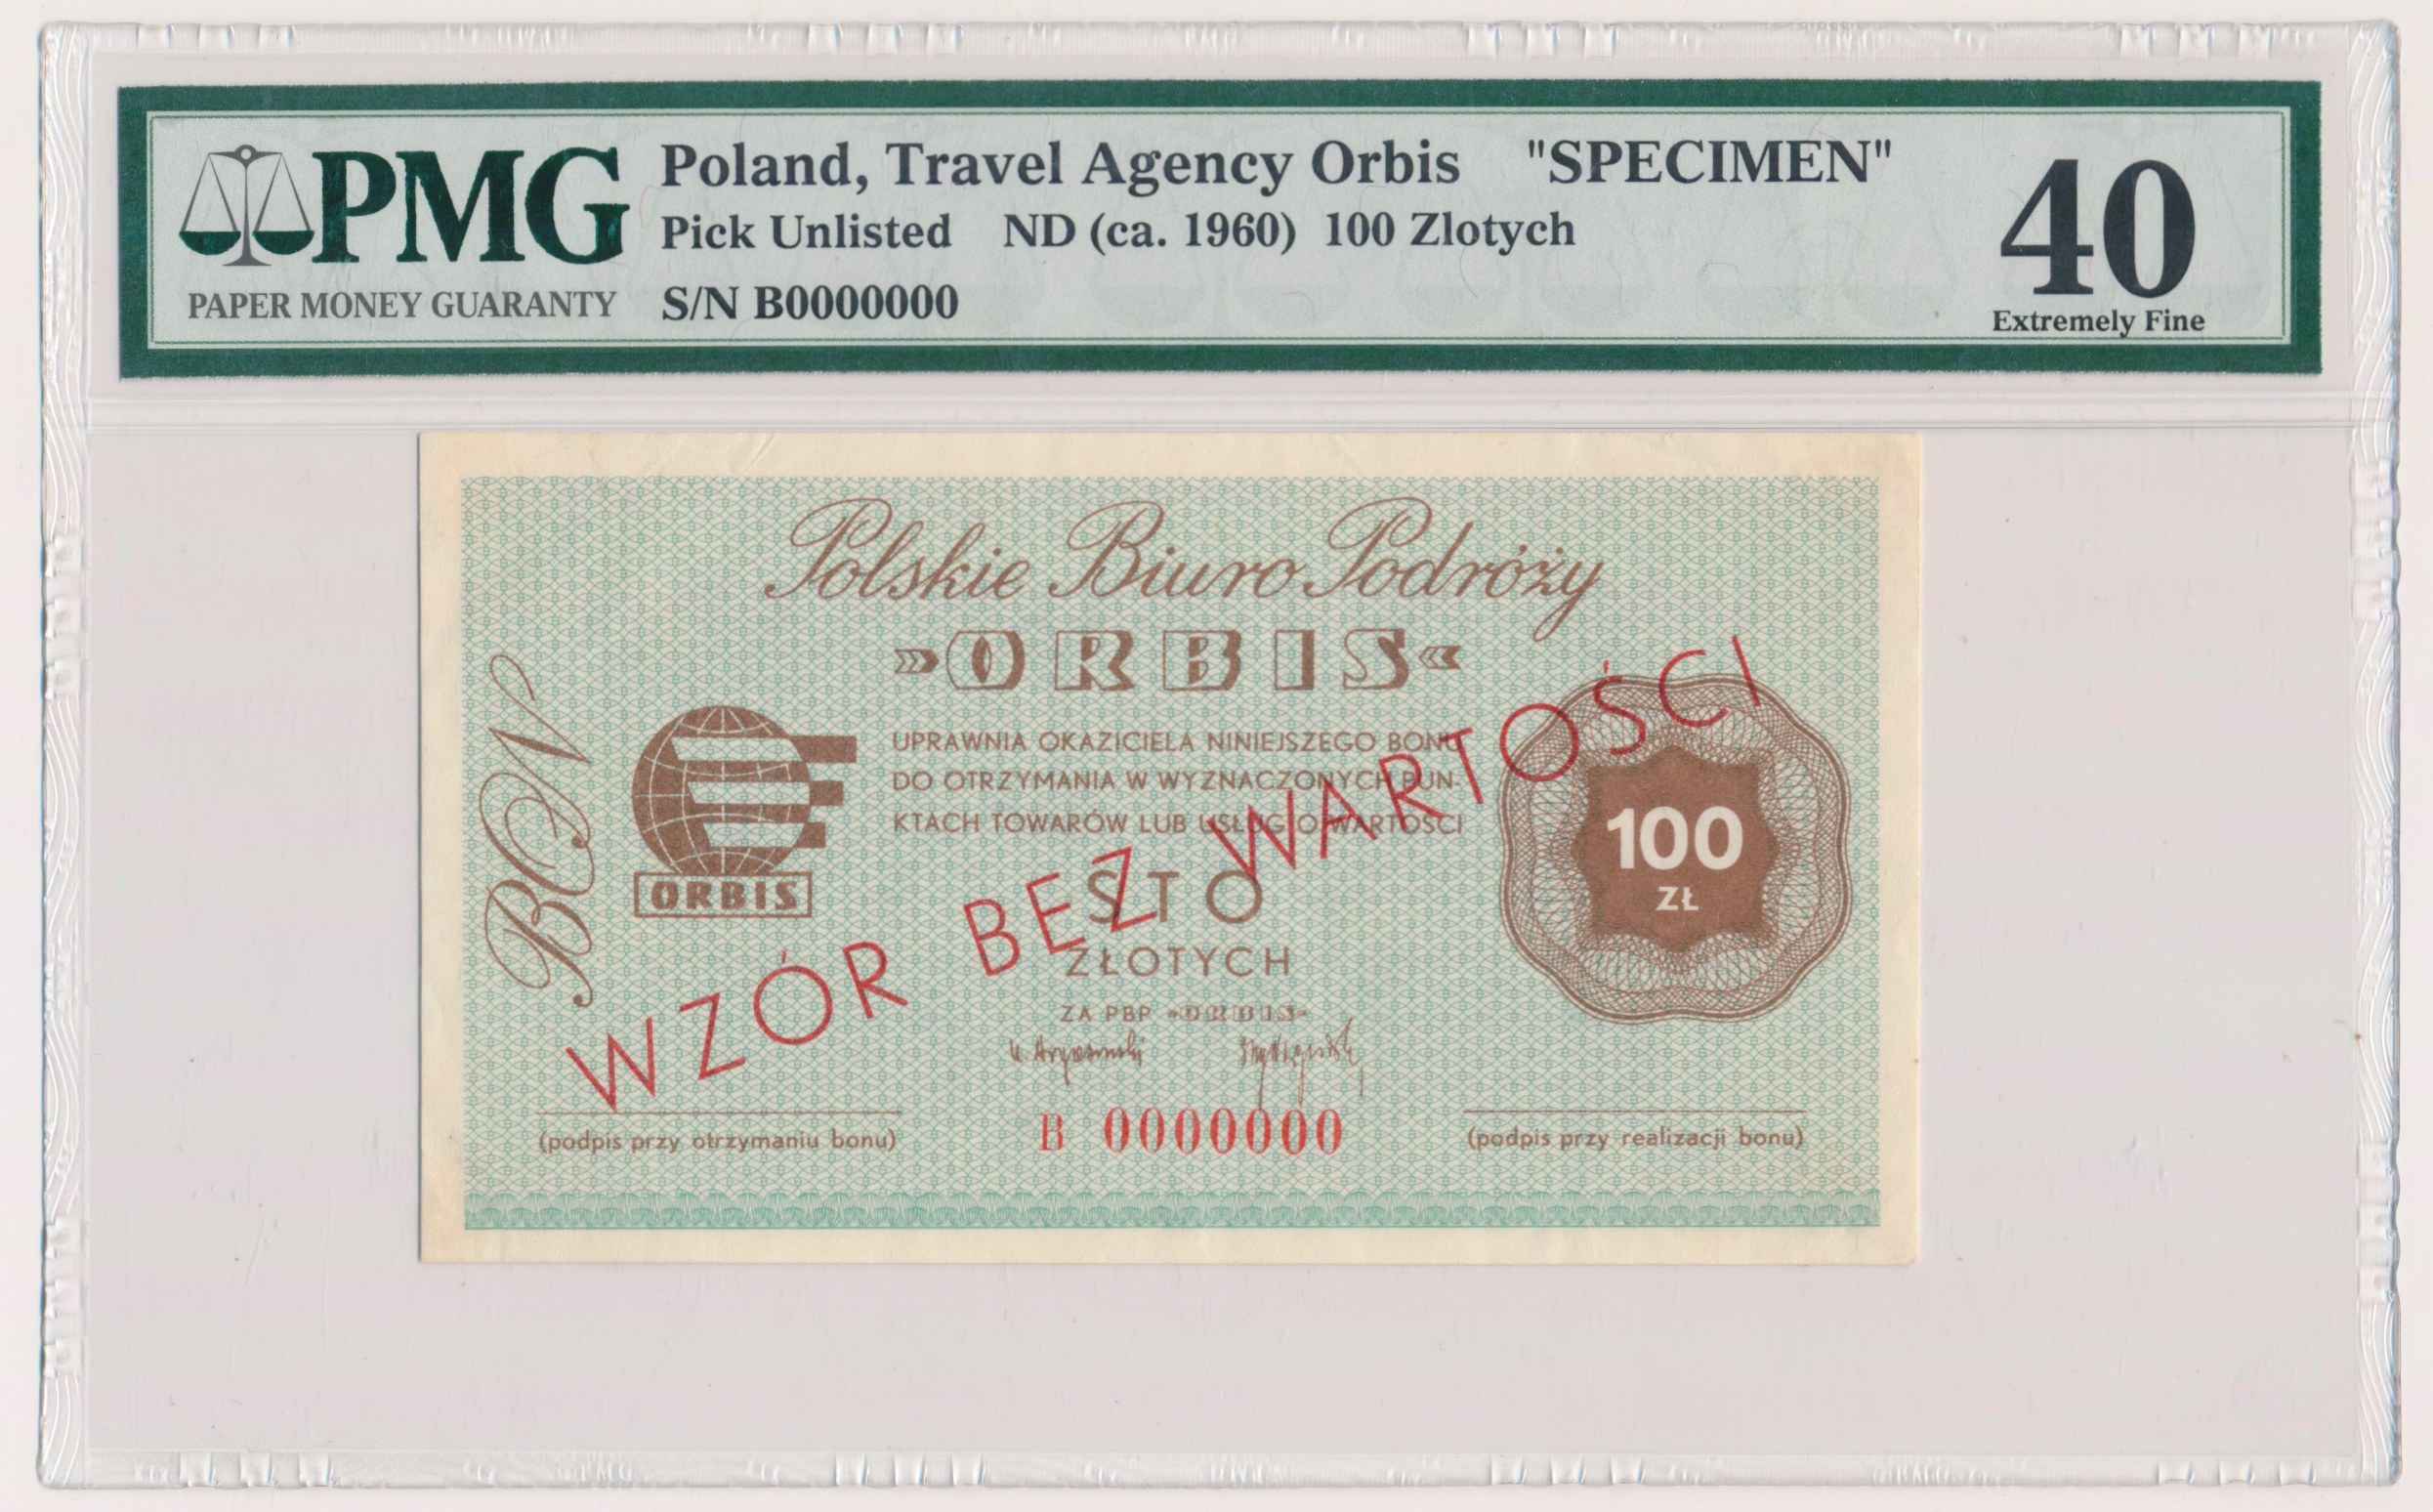 PMG
PAPER MONEY GUARANTY
Poland, Travel Agency Orbis "SPECIMEN"
Pick Unlisted ND (ca. 1960) 100 Zlotych
S/N B0000000
40
Extremely Fine
Polskie Biuro Podróży
»ORBIS«
BON
ORBIS
UPRAWNIA OKAZICIELA NINIEJSZEGO BONU
DO OTRZYMANIA W WYZNACZONYCH PUN-
KTACH TOWARÓW LUB USŁUG O WARTOŚCI
STO
ZŁOTYCH
100
ZŁ
WZÓR BEZ WARTOŚCI
ZA PBP »ORBIS«
(podpis przy otrzymaniu bonu)
B 0000000
(podpis przy realizacji bonu)